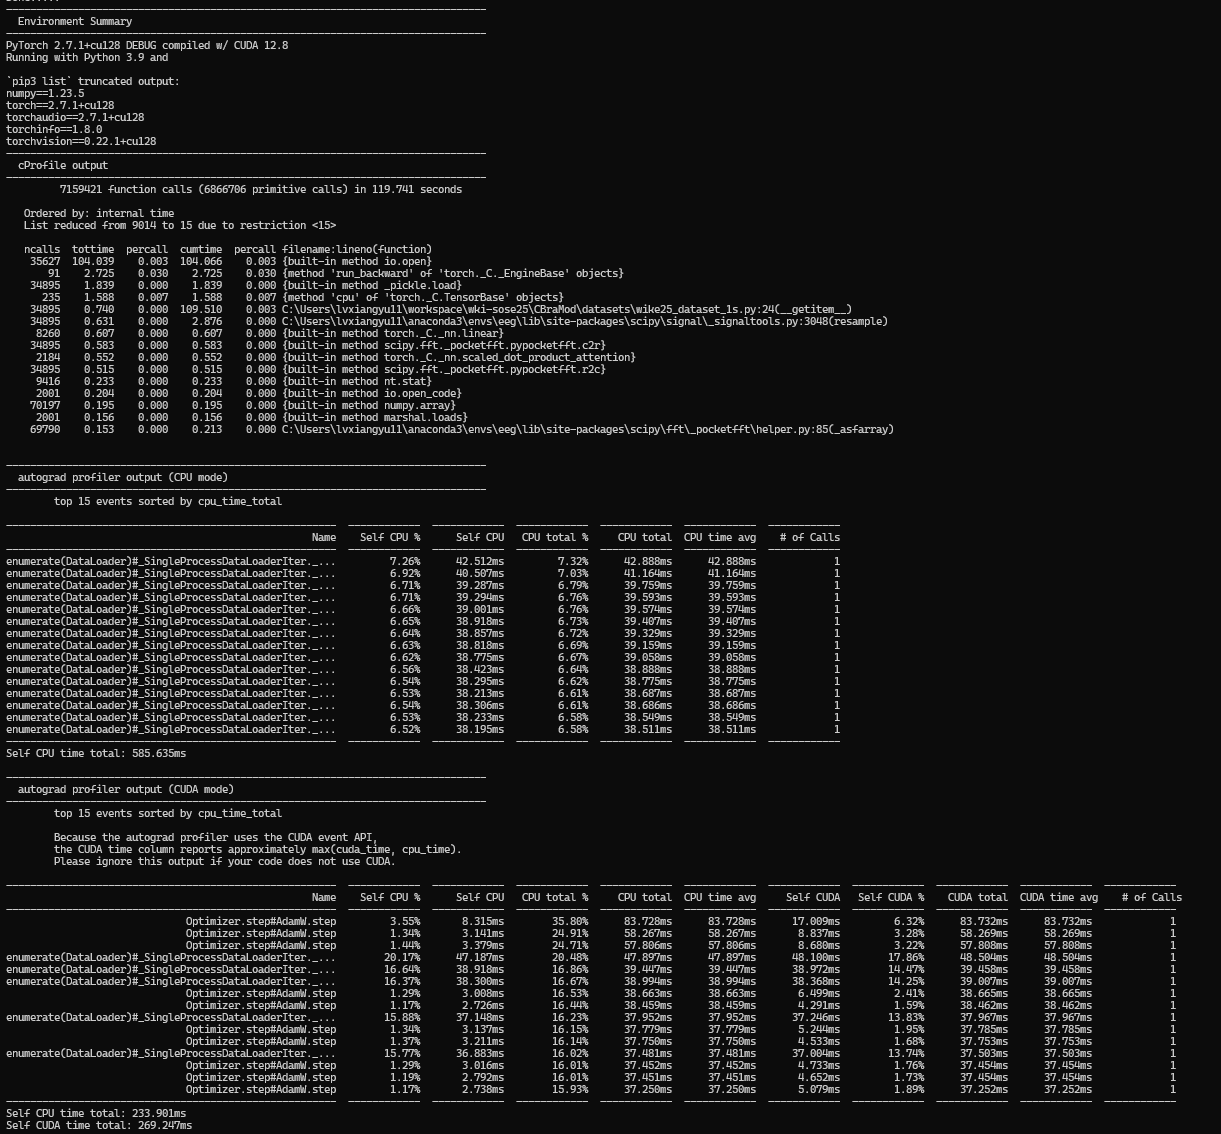 Environment Summary
PyTorch 2.7.1+cu128 DEBUG compiled w/ CUDA 12.8
Running with Python 3.9 and
`pip3 list` truncated output:
numpy==1.23.5
torch==2.7.1+cu128
torchaudio==2.7.1+cu128
torchinfo==1.8.0
torchvision==0.22.1+cu128
cProfile output
7159421 function calls (6866706 primitive calls) in 119.741 seconds
Ordered by: internal time
List reduced from 9014 to 15 due to restriction <15>
ncalls tottime percall cumtime percall filename:lineno(function)
35627 104.039 0.003 104.066 0.003 {built-in method io.open}
91 2.725 0.030 2.725 0.030 {method 'run_backward' of 'torch._C._EngineBase' objects}
34895 1.839 0.000 1.839 0.000 {built-in method _pickle.load}
235 1.588 0.007 1.588 0.007 {method 'cpu' of 'torch._C.TensorBase' objects}
34895 0.740 0.000 109.510 0.003 C:\Users\lvxiangyu11\workspace\wki-sose25\CBraMod\datasets\wike25_dataset_1s.py:24(__getitem__)
34895 0.631 0.000 2.876 0.000 C:\Users\lvxiangyu11\anaconda3\envs\eeg\lib\site-packages\scipy\signal\_signaltools.py:3048(resample)
8260 0.607 0.000 0.607 0.000 {built-in method torch._C._nn.linear}
34895 0.583 0.000 0.583 0.000 {built-in method scipy.fft._pocketfft.pypocketfft.c2r}
2184 0.552 0.000 0.552 0.000 {built-in method torch._C._nn.scaled_dot_product_attention}
34895 0.515 0.000 0.515 0.000 {built-in method scipy.fft._pocketfft.pypocketfft.r2c}
9416 0.233 0.000 0.233 0.000 {built-in method nt.stat}
2001 0.204 0.000 0.204 0.000 {built-in method io.open_code}
70197 0.195 0.000 0.195 0.000 {built-in method numpy.array}
2001 0.156 0.000 0.156 0.000 {built-in method marshal.loads}
69790 0.153 0.000 0.213 0.000 C:\Users\lvxiangyu11\anaconda3\envs\eeg\lib\site-packages\scipy\fft\_pocketfft\helper.py:85(_asfarray)
autograd profiler output (CPU mode)
top 15 events sorted by cpu_time_total
Name Self CPU % Self CPU CPU total % CPU total CPU time avg # of Calls
enumerate(DataLoader)#_SingleProcessDataLoaderIter._... 7.26% 42.512ms 7.32% 42.888ms 42.888ms 1
enumerate(DataLoader)#_SingleProcessDataLoaderIter._... 6.92% 40.507ms 7.03% 41.164ms 41.164ms 1
enumerate(DataLoader)#_SingleProcessDataLoaderIter._... 6.71% 39.287ms 6.79% 39.759ms 39.759ms 1
enumerate(DataLoader)#_SingleProcessDataLoaderIter._... 6.71% 39.294ms 6.76% 39.593ms 39.593ms 1
enumerate(DataLoader)#_SingleProcessDataLoaderIter._... 6.66% 39.001ms 6.76% 39.574ms 39.574ms 1
enumerate(DataLoader)#_SingleProcessDataLoaderIter._... 6.65% 38.918ms 6.73% 39.407ms 39.407ms 1
enumerate(DataLoader)#_SingleProcessDataLoaderIter._... 6.64% 38.857ms 6.72% 39.329ms 39.329ms 1
enumerate(DataLoader)#_SingleProcessDataLoaderIter._... 6.63% 38.818ms 6.69% 39.159ms 39.159ms 1
enumerate(DataLoader)#_SingleProcessDataLoaderIter._... 6.62% 38.775ms 6.67% 39.058ms 39.058ms 1
enumerate(DataLoader)#_SingleProcessDataLoaderIter._... 6.56% 38.423ms 6.64% 38.888ms 38.888ms 1
enumerate(DataLoader)#_SingleProcessDataLoaderIter._... 6.54% 38.295ms 6.62% 38.775ms 38.775ms 1
enumerate(DataLoader)#_SingleProcessDataLoaderIter._... 6.53% 38.213ms 6.61% 38.687ms 38.687ms 1
enumerate(DataLoader)#_SingleProcessDataLoaderIter._... 6.54% 38.306ms 6.61% 38.686ms 38.686ms 1
enumerate(DataLoader)#_SingleProcessDataLoaderIter._... 6.53% 38.233ms 6.58% 38.549ms 38.549ms 1
enumerate(DataLoader)#_SingleProcessDataLoaderIter._... 6.52% 38.195ms 6.58% 38.511ms 38.511ms 1
Self CPU time total: 585.635ms
autograd profiler output (CUDA mode)
top 15 events sorted by cpu_time_total
Because the autograd profiler uses the CUDA event API,
the CUDA time column reports approximately max(cuda_time, cpu_time).
Please ignore this output if your code does not use CUDA.
Name Self CPU % Self CPU CPU total % CPU total CPU time avg Self CUDA Self CUDA % CUDA total CUDA time avg # of Calls
Optimizer.step#AdamW.step 3.55% 8.315ms 35.80% 83.728ms 83.728ms 17.009ms 6.32% 83.732ms 83.732ms 1
Optimizer.step#AdamW.step 1.34% 3.141ms 24.91% 58.267ms 58.267ms 8.837ms 3.28% 58.269ms 58.269ms 1
Optimizer.step#AdamW.step 1.44% 3.379ms 24.71% 57.806ms 57.806ms 8.680ms 3.22% 57.808ms 57.808ms 1
enumerate(DataLoader)#_SingleProcessDataLoaderIter._... 20.17% 47.187ms 20.48% 47.897ms 47.897ms 48.100ms 17.86% 48.504ms 48.504ms 1
enumerate(DataLoader)#_SingleProcessDataLoaderIter._... 16.64% 38.918ms 16.86% 39.447ms 39.447ms 38.972ms 14.47% 39.458ms 39.458ms 1
enumerate(DataLoader)#_SingleProcessDataLoaderIter._... 16.37% 38.300ms 16.67% 38.994ms 38.994ms 38.368ms 14.25% 39.007ms 39.007ms 1
Optimizer.step#AdamW.step 1.29% 3.008ms 16.53% 38.663ms 38.663ms 6.499ms 2.41% 38.665ms 38.665ms 1
Optimizer.step#AdamW.step 1.17% 2.726ms 16.44% 38.459ms 38.459ms 4.291ms 1.59% 38.462ms 38.462ms 1
enumerate(DataLoader)#_SingleProcessDataLoaderIter._... 15.88% 37.148ms 16.23% 37.952ms 37.952ms 37.246ms 13.83% 37.967ms 37.967ms 1
Optimizer.step#AdamW.step 1.34% 3.137ms 16.15% 37.779ms 37.779ms 5.244ms 1.95% 37.785ms 37.785ms 1
Optimizer.step#AdamW.step 1.37% 3.211ms 16.14% 37.750ms 37.750ms 4.533ms 1.68% 37.753ms 37.753ms 1
enumerate(DataLoader)#_SingleProcessDataLoaderIter._... 15.77% 36.883ms 16.02% 37.481ms 37.481ms 37.004ms 13.74% 37.503ms 37.503ms 1
Optimizer.step#AdamW.step 1.29% 3.016ms 16.01% 37.452ms 37.452ms 4.733ms 1.76% 37.454ms 37.454ms 1
Optimizer.step#AdamW.step 1.19% 2.792ms 16.01% 37.451ms 37.451ms 4.652ms 1.73% 37.454ms 37.454ms 1
Optimizer.step#AdamW.step 1.17% 2.738ms 15.93% 37.250ms 37.250ms 5.079ms 1.89% 37.252ms 37.252ms 1
Self CPU time total: 233.901ms
Self CUDA time total: 269.247ms